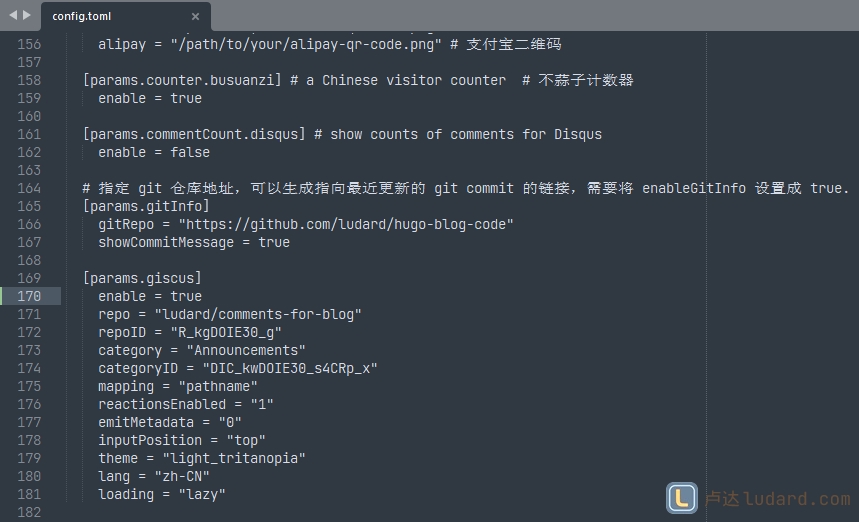 config.toml
156 alipay = "/path/to/your/alipay-qr-code.png" # 支付宝二维码
157
158 [params.counter.busuanzi] # a Chinese visitor counter  # 不蒜子计数器
159 enable = true
160
161 [params.commentCount.disqus] # show counts of comments for Disqus
162 enable = false
163
164 # 指定 git 仓库地址，可以生成指向最近更新的 git commit 的链接，需要将 enableGitInfo 设置成 true.
165 [params.gitInfo]
166 gitRepo = "https://github.com/ludard/hugo-blog-code"
167 showCommitMessage = true
168
169 [params.giscus]
170 enable = true
171 repo = "ludard/comments-for-blog"
172 repoID = "R_kgDOIE30_g"
173 category = "Announcements"
174 categoryID = "DIC_kwDOIE30_s4CRp_x"
175 mapping = "pathname"
176 reactionsEnabled = "1"
177 emitMetadata = "0"
178 inputPosition = "top"
179 theme = "light_tritanopia"
180 lang = "zh-CN"
181 loading = "lazy"
182
L 卢达ludard.com